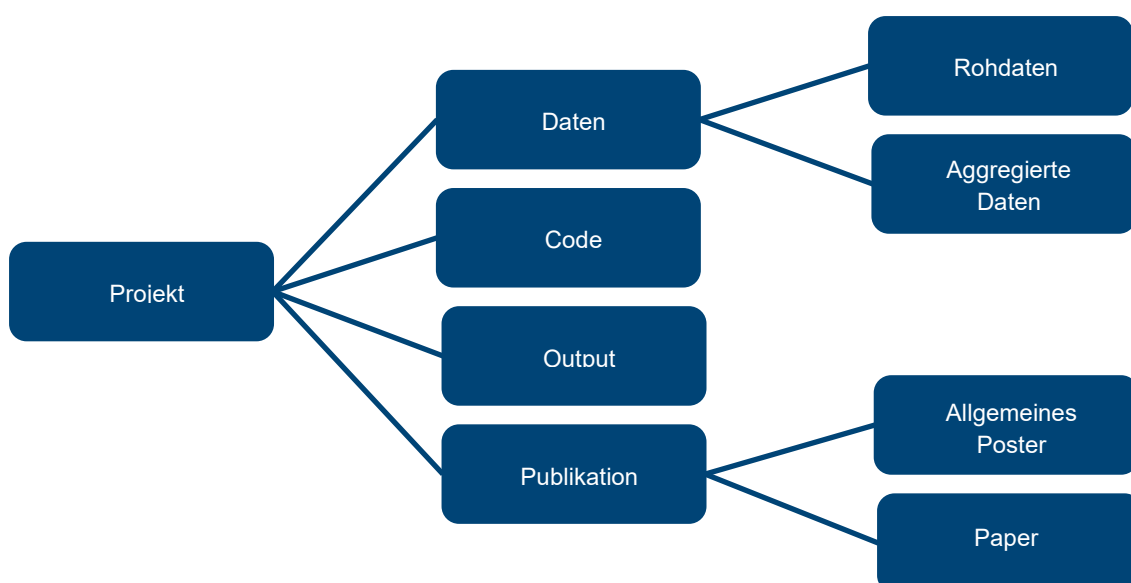 Rohdaten
Daten
Aggregierte
Daten
Code
Projekt
Output
Allgemeines
Poster
Publikation
Paper